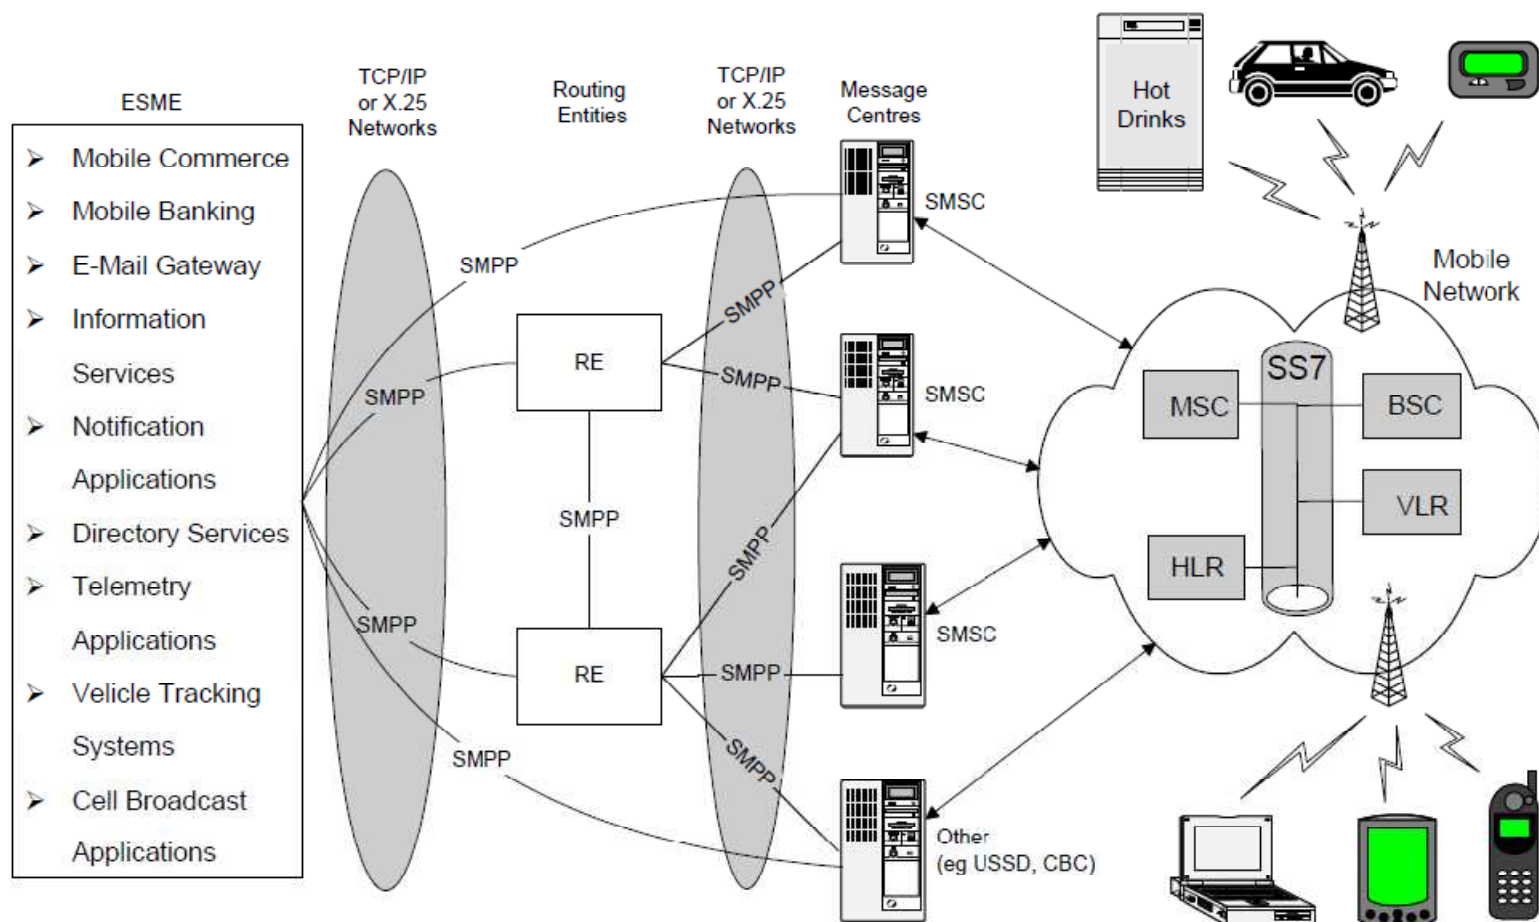 ESME
Mobile Commerce
Mobile Banking
E-Mail Gateway
Information
Services
Notification
Applications
Directory Services
Telemetry
Applications
Velicle Tracking
Systems
Cell Broadcast
Applications
TCP/IP
or X.25
Networks
Routing
Entities
TCP/IP
or X.25
Networks
Message
Centres
SMPP
SMPP
SMPP
SMPP
RE
SMPP
RE
SMPP
SMPP
SMPP
SMPP
SMPP
SMSC
SMSC
SMSC
Other
(eg USSD, CBC)
Hot
Drinks
Mobile
Network
SS7
MSC
BSC
VLR
HLR